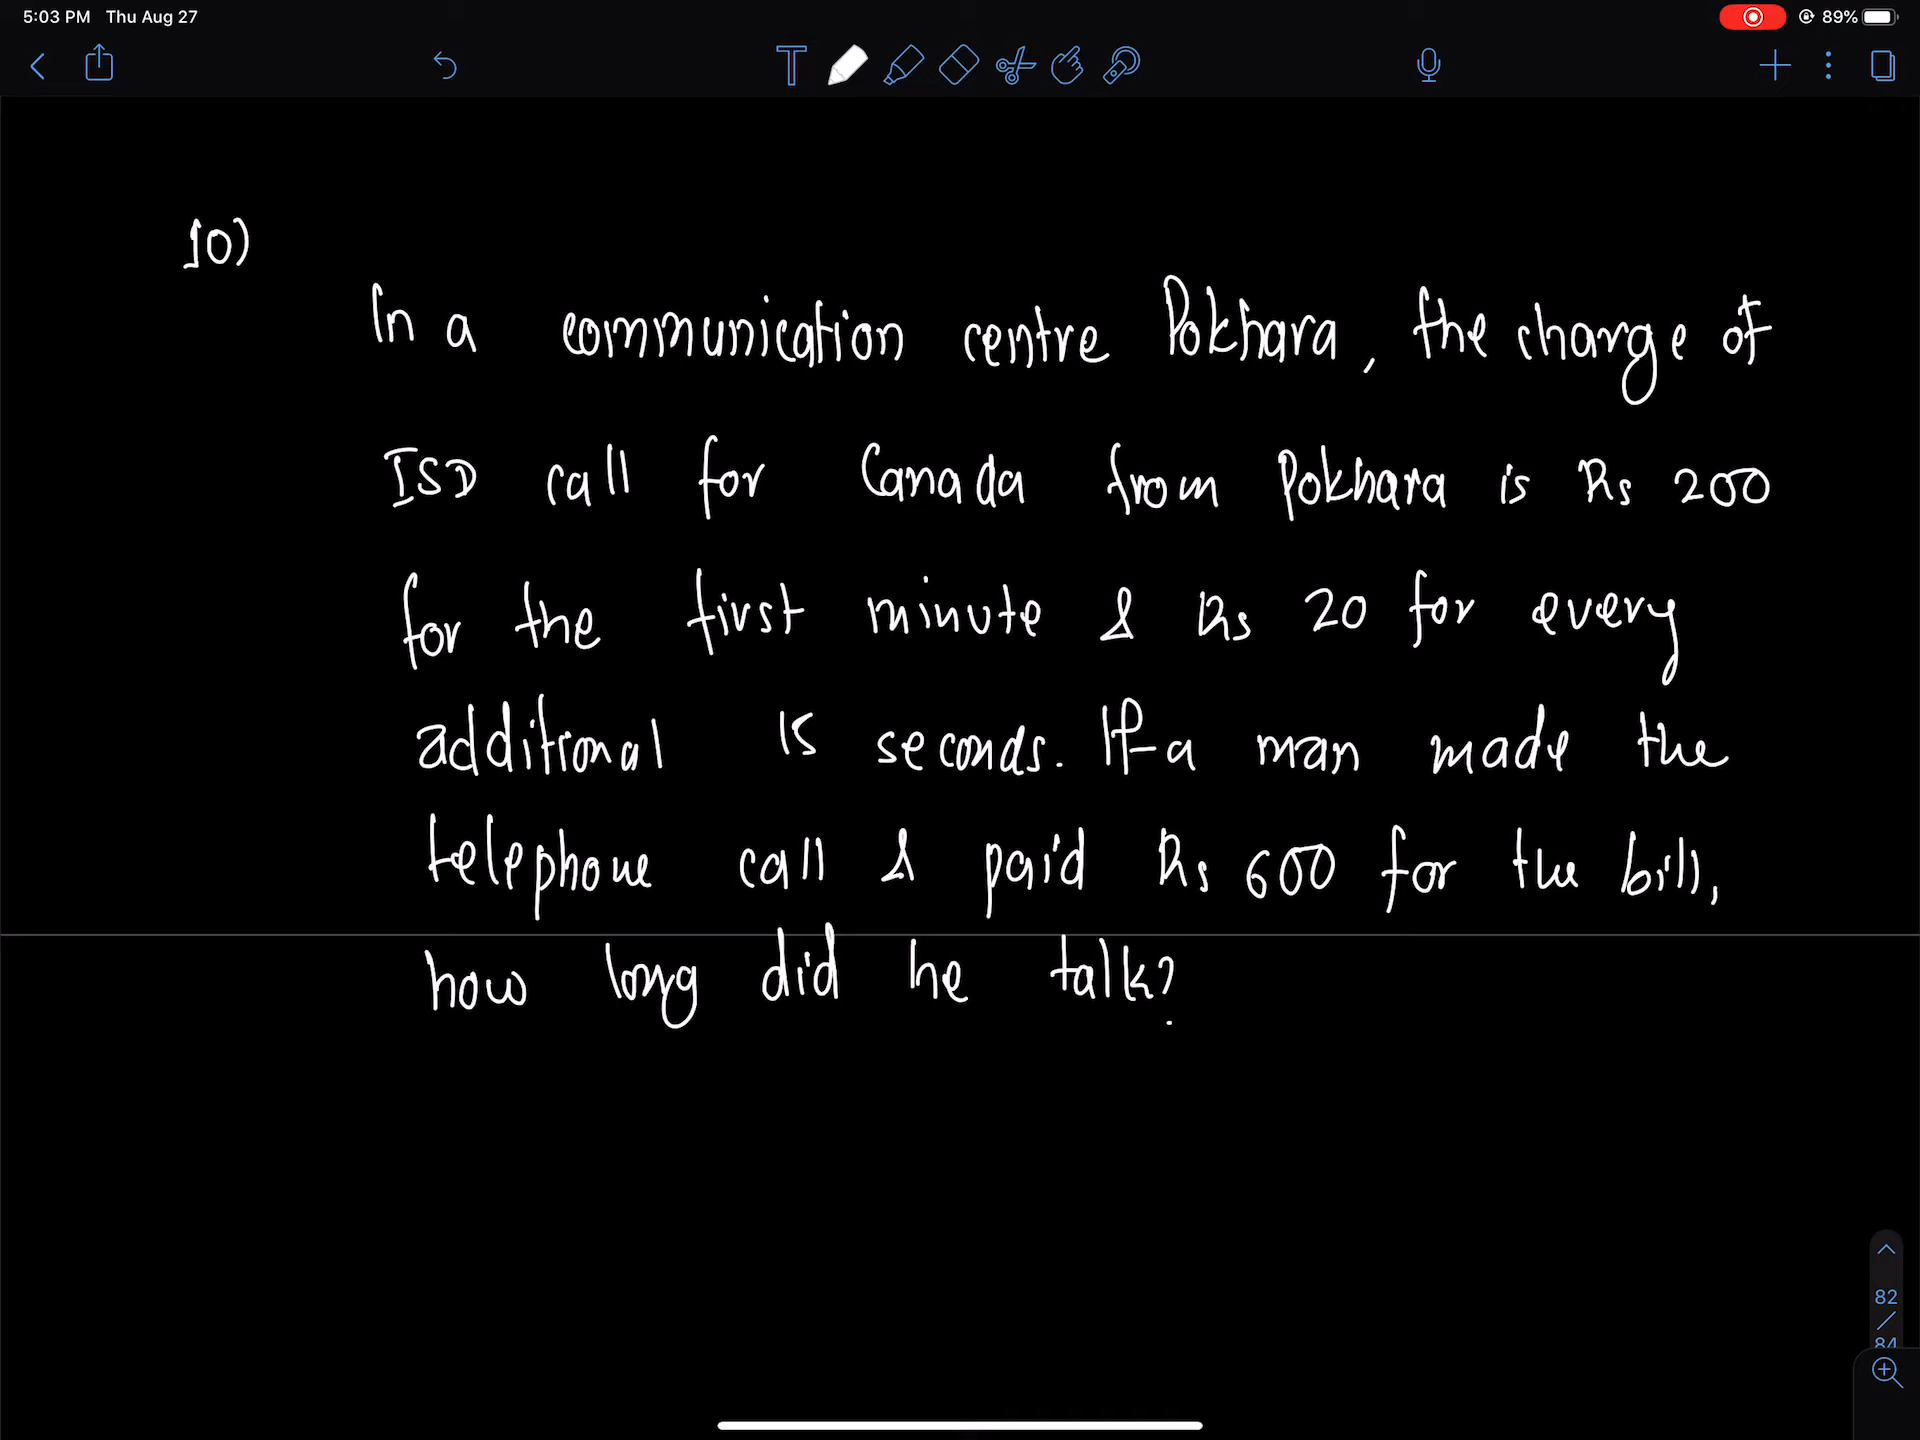 5:03 PM Thu Aug 27
89%
10)
In a communication centre Pokhara, the charge of
ISD call for Canada from Pokhara is Rs 200
for the first minute & Rs 20 for every
additional 15 seconds. If a man made the
telephone call & paid Rs 600 for the bill,
how long did he talk?
82
/
84